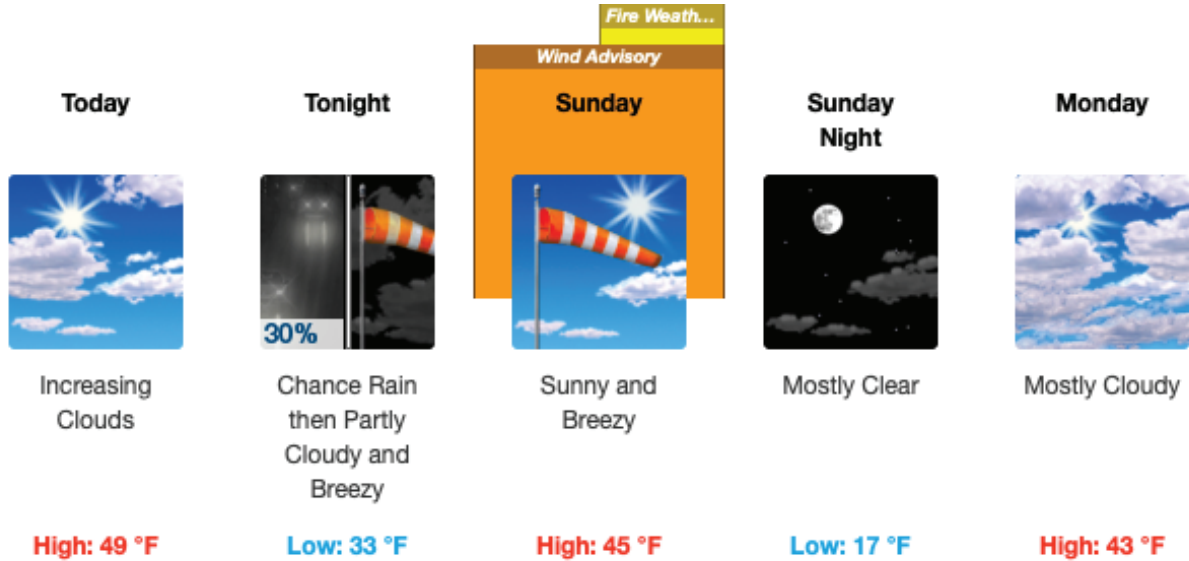 Fire Weath...
Wind Advisory
Today
Tonight
Sunday
Sunday
Night
Monday
30%
Increasing
Clouds
Chance Rain
then Partly
Cloudy and
Breezy
Sunny and
Breezy
Mostly Clear
Mostly Cloudy
High: 49 °F
Low: 33 °F
High: 45 °F
Low: 17 °F
High: 43 °F